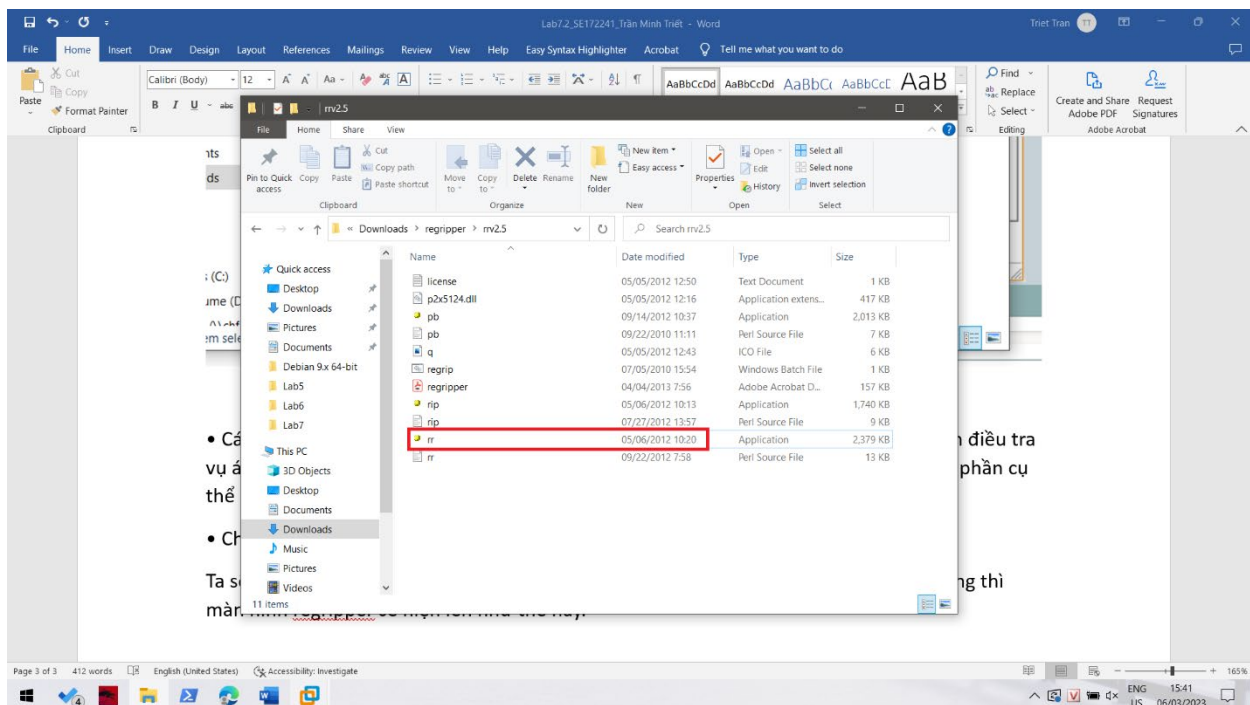 Lab7.2_SE172241_Trần Minh Triết - Word
Triet Tran TT
File Home Insert Draw Design Layout References Mailings Review View Help Easy Syntax Highlighter Acrobat Tell me what you want to do
Paste
Cut
Copy
Format Painter
Clipboard
Calibri (Body) 12
AaBbCcDd AaBbCcDd AaBbCc AaBbCcE AaB
Find
Replace
Select
Editing
Create and Share Adobe PDF
Request Signatures
Adobe Acrobat
rrv2.5
File Home Share View
Pin to Quick access
Copy
Paste
Cut
Copy path
Paste shortcut
Clipboard
Move to
Copy to
Delete
Rename
Organize
New folder
New item
Easy access
New
Properties
Open
Edit
History
Open
Select all
Select none
Invert selection
Select
« Downloads > regripper > rrv2.5
Search rrv2.5
Name Date modified Type Size
license 05/05/2012 12:50 Text Document 1 KB
p2x5124.dll 05/05/2012 12:16 Application extens... 417 KB
pb 09/14/2012 10:37 Application 2,013 KB
pb 09/22/2010 11:11 Perl Source File 7 KB
q 05/05/2012 12:43 ICO File 6 KB
regrip 07/05/2010 15:54 Windows Batch File 1 KB
regripper 04/04/2013 7:56 Adobe Acrobat D... 157 KB
rip 05/06/2012 10:13 Application 1,740 KB
rip 07/27/2012 13:57 Perl Source File 9 KB
rr 05/06/2012 10:20 Application 2,379 KB
rr 09/22/2012 7:58 Perl Source File 13 KB
Quick access
Desktop
Downloads
Pictures
Documents
Debian 9.x 64-bit
Lab5
Lab6
Lab7
This PC
3D Objects
Desktop
Documents
Downloads
Music
Pictures
Videos
11 items
nts
ds
(C:)
ume (D
em sele
• Cá
n điều tra
vụ á
phần cụ
thể
• Ch
Ta s
ng thì
Page 3 of 3 412 words English (United States) Accessibility: Investigate
165%
4
ENG
US
15:41
06/03/2023